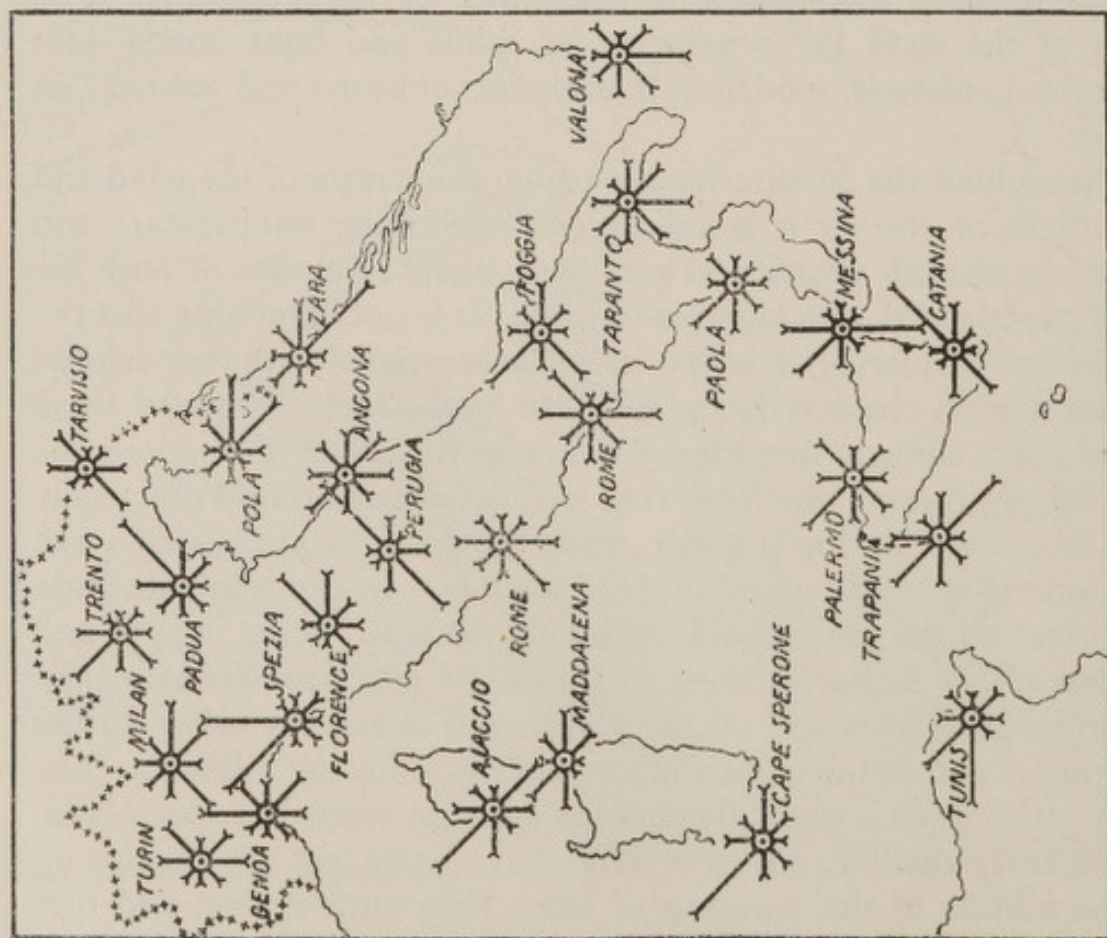 VALONA
TARVISIO
ZARA
FOGGIA
TARANTO
MESSINA
CATANIA
TRENTO
POLA
ANCONA
PERUGIA
ROME
PAOLA
MILAN
PADUA
SPEZIA
FLORENCE
ROME
PALERMO
TRAPANIA
TURIN
GENOA
AJACCIO
MADDALENA
CAPE SPERONE
TUNIS